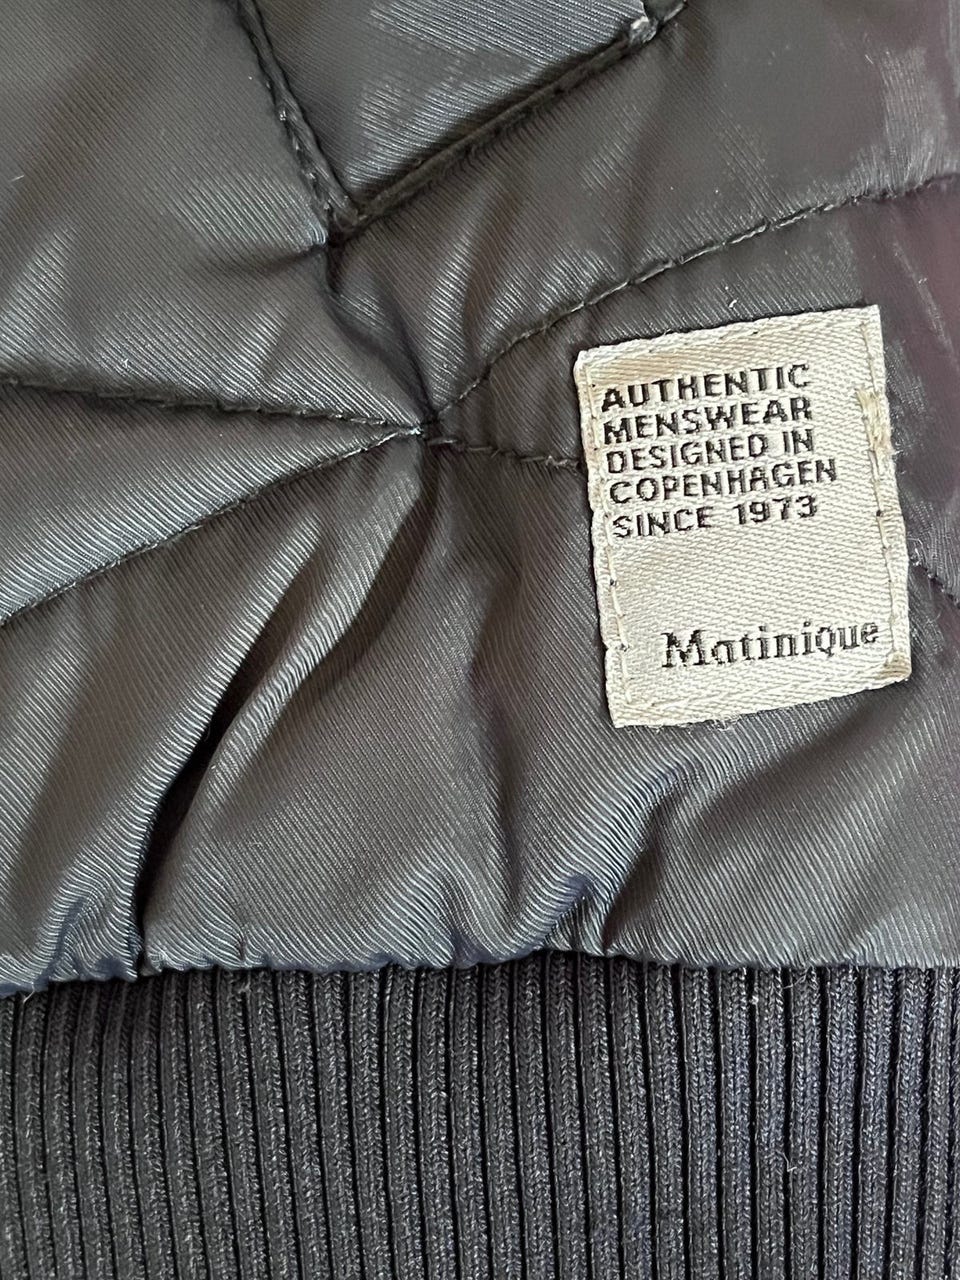 AUTHENTIC
MENSWEAR
DESIGNED IN
COPENHAGEN
SINCE 1973
Matinique